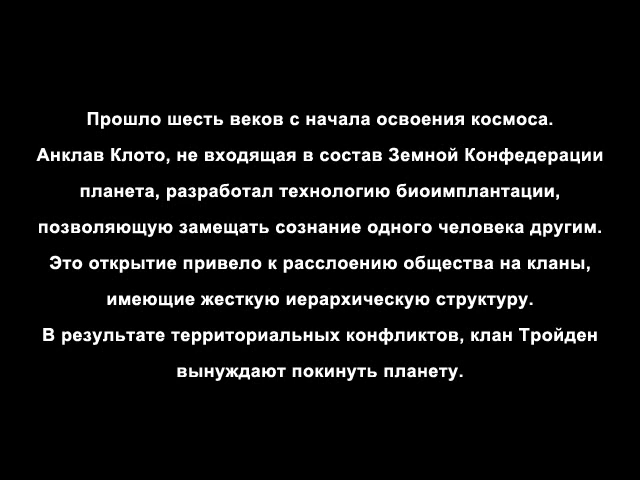 Прошло шесть веков с начала освоения космоса.
Анклав Клото, не входящая в состав Земной Конфедерации
планета, разработал технологию биоимплантации,
позволяющую замещать сознание одного человека другим.
Это открытие привело к расслоению общества на кланы,
имеющие жесткую иерархическую структуру.
В результате территориальных конфликтов, клан Тройден
вынуждают покинуть планету.